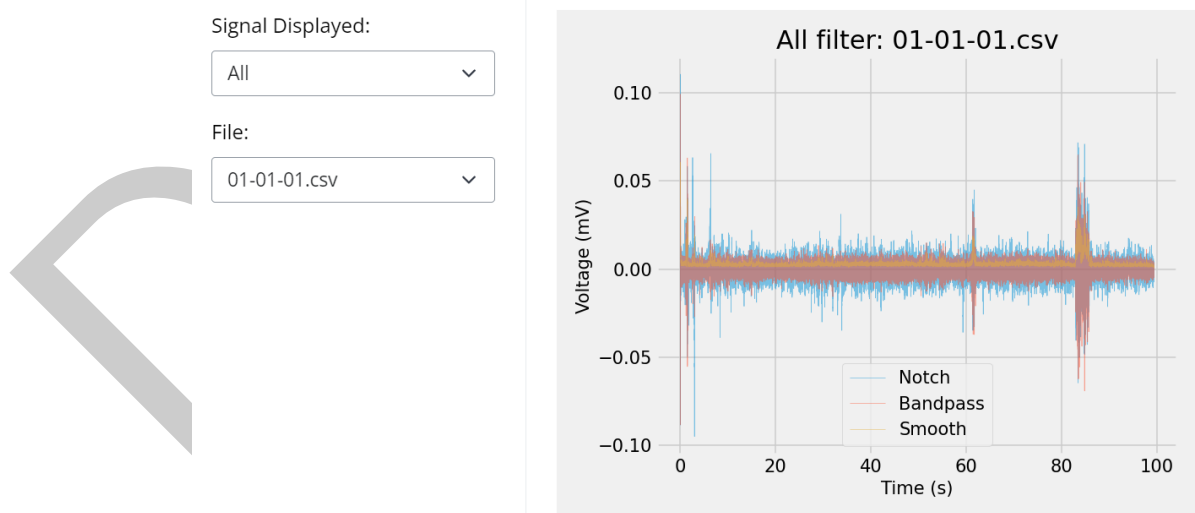 Signal Displayed:
All
File:
01-01-01.csv
All filter: 01-01-01.csv
Voltage (mV)
0.10
0.05
0.00
−0.05
−0.10
Notch
Bandpass
Smooth
0 20 40 60 80 100
Time (s)